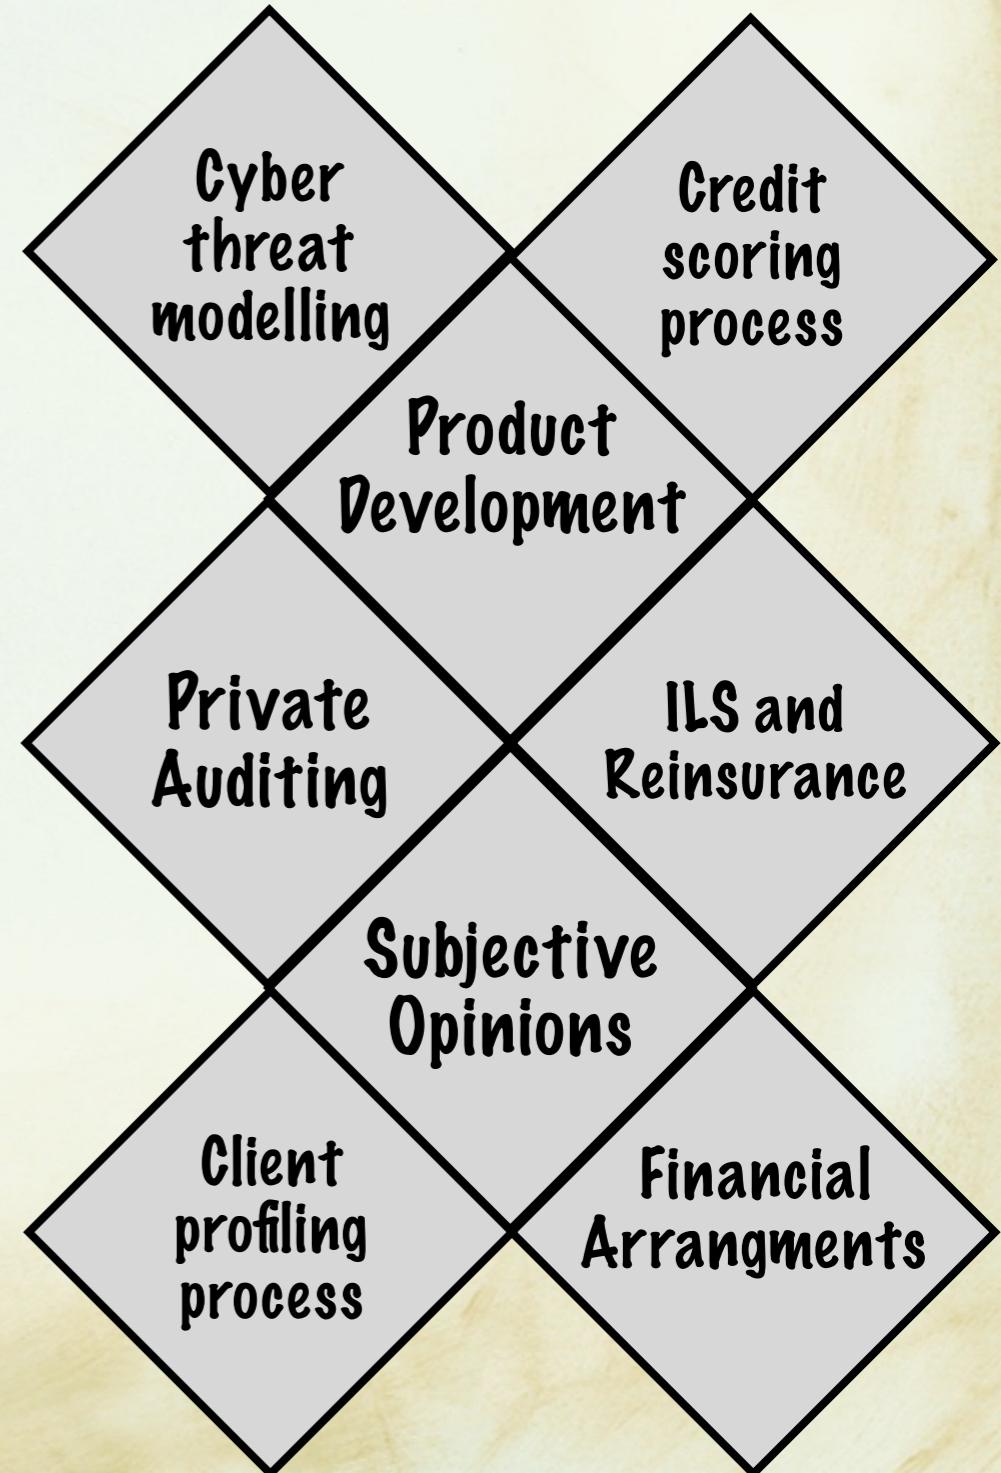 Cyber
threat
modelling
Credit
scoring
process
Product
Development
Private
Auditing
ILS and
Reinsurance
Subjective
Opinions
Client
profiling
process
Financial
Arrangments